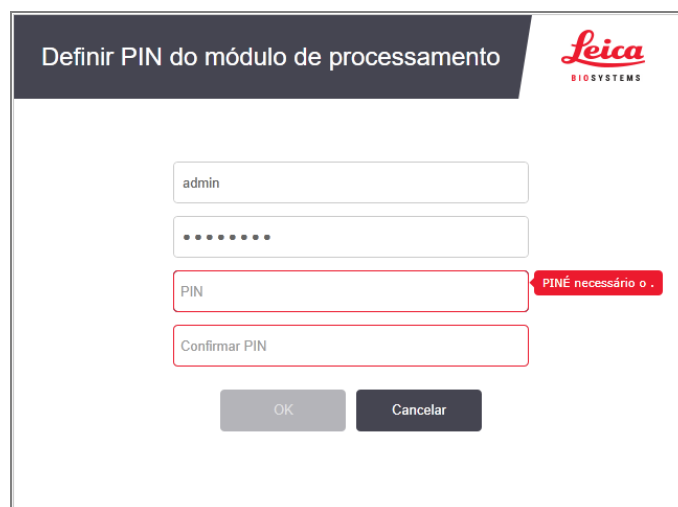 Definir PIN do módulo de processamento
Leica
BIOSYSTEMS
admin
••••••••
PIN
PINÉ necessário o .
Confirmar PIN
OK
Cancelar